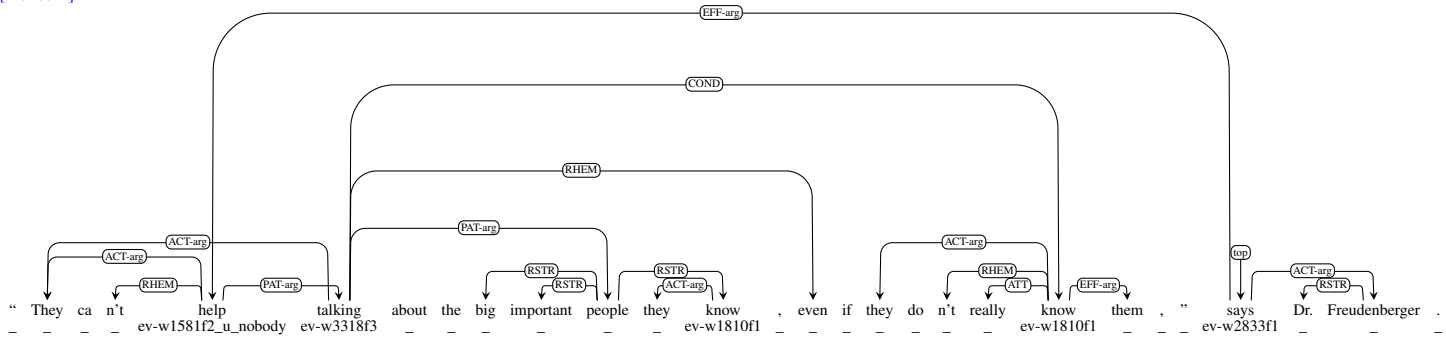 EFF-arg
COND
RHEM
PAT-arg
ACT-arg ACT-arg
top
ACT-arg RSTR RSTR RHEM ACT-arg
RHEM PAT-arg RSTR ACT-arg ATT EFF-arg RSTR
“ They ca n't help talking about the big important people they know , even if they do n't really know them , ” says Dr. Freudenberger .
_ _ _ _ ev-w1581f2_u_nobody ev-w3318f3 _ _ _ _ _ _ ev-w1810f1 _ _ _ _ _ _ _ ev-w1810f1 _ _ _ ev-w2833f1 _ _ _